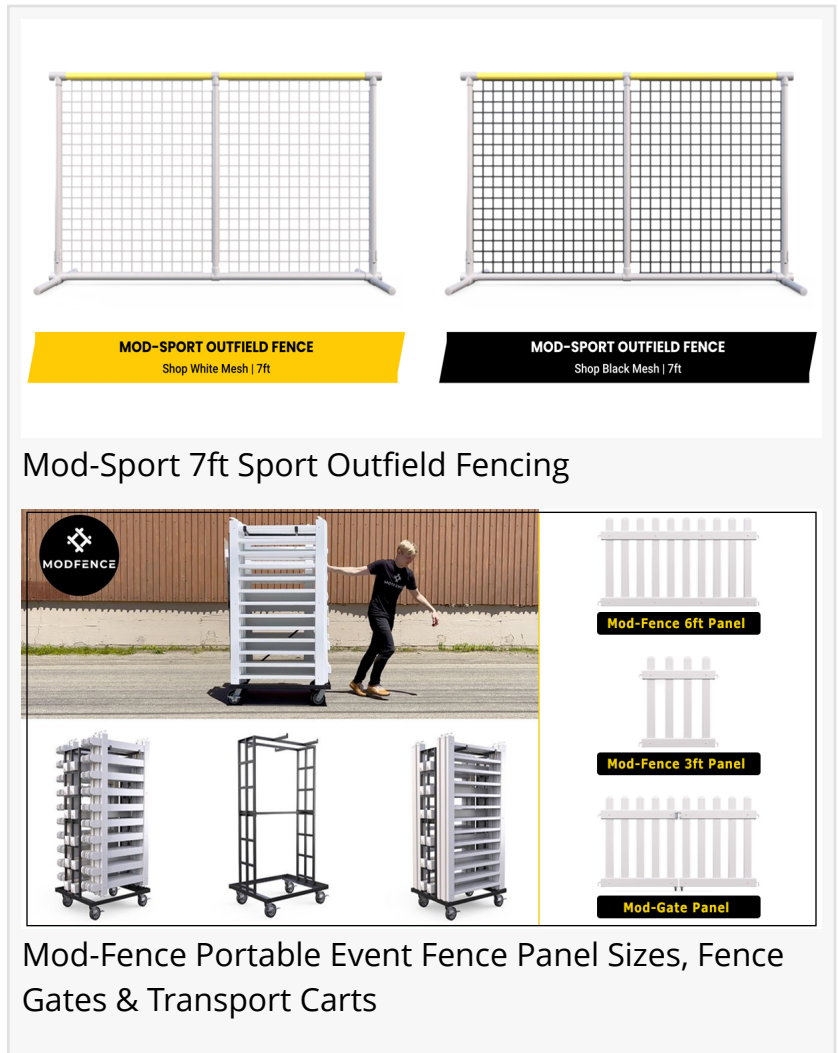 MOD-SPORT OUTFIELD FENCE
Shop White Mesh | 7ft
MOD-SPORT OUTFIELD FENCE
Shop Black Mesh | 7ft
Mod-Sport 7ft Sport Outfield Fencing
MODFENCE
MODFENCE
Mod-Fence 6ft Panel
Mod-Fence 3ft Panel
Mod-Gate Panel
Mod-Fence Portable Event Fence Panel Sizes, Fence
Gates & Transport Carts